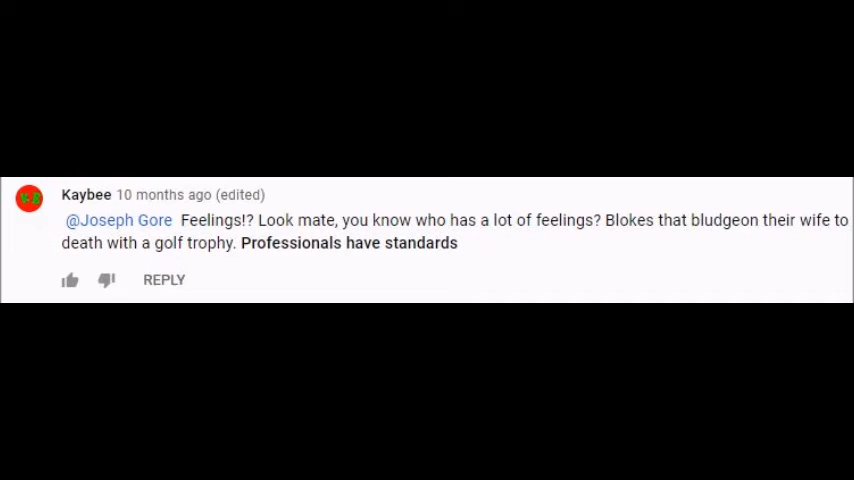 Kaybee 10 months ago (edited)
@Joseph Gore Feelings!? Look mate, you know who has a lot of feelings? Blokes that bludgeon their wife to
death with a golf trophy. Professionals have standards
REPLY